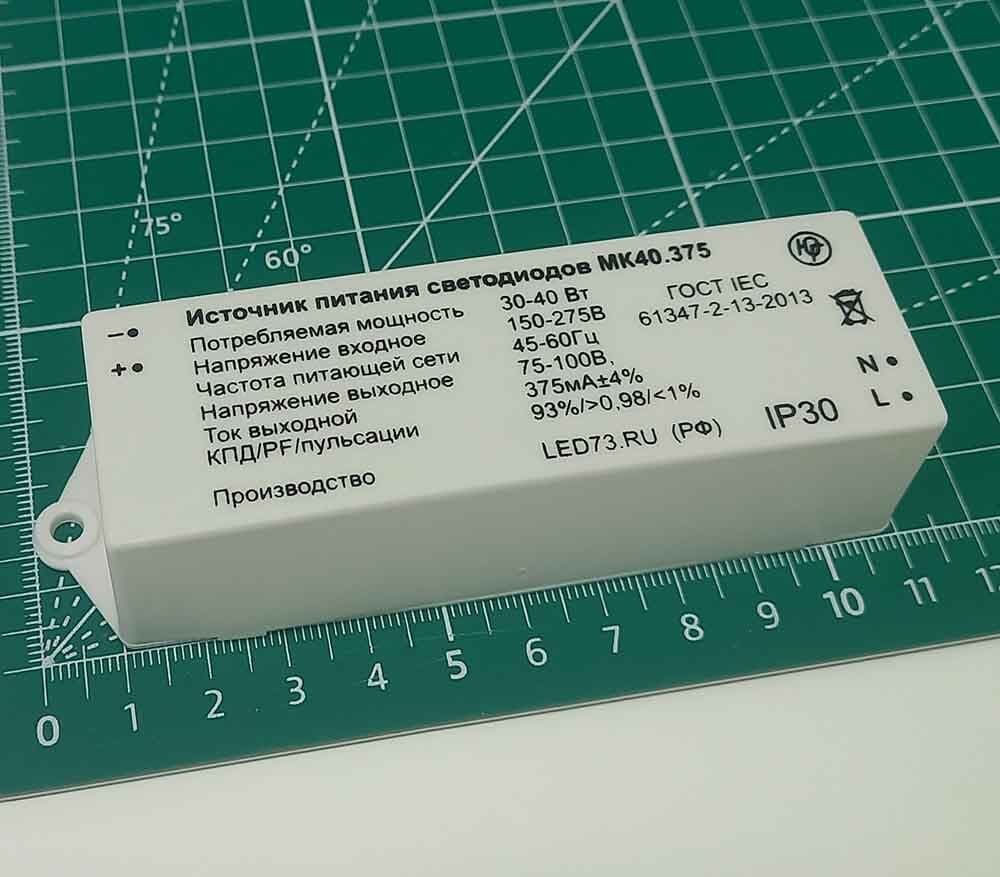 75°
60°
Источник питания светодиодов МК40.375
Потребляемая мощность 30-40 Вт
Напряжение входное 150-275В
Частота питающей сети 45-60Гц
Напряжение выходное 75-100В,
Ток выходной 375мА±4%
КПД/PF/пульсации 93%/>0,98/<1%
Производство LED73.RU (РФ)
ГОСТ IEC
61347-2-13-2013
IP30
−
+
N
L
0 1 2 3 4 5 6 7 8 9 10 11